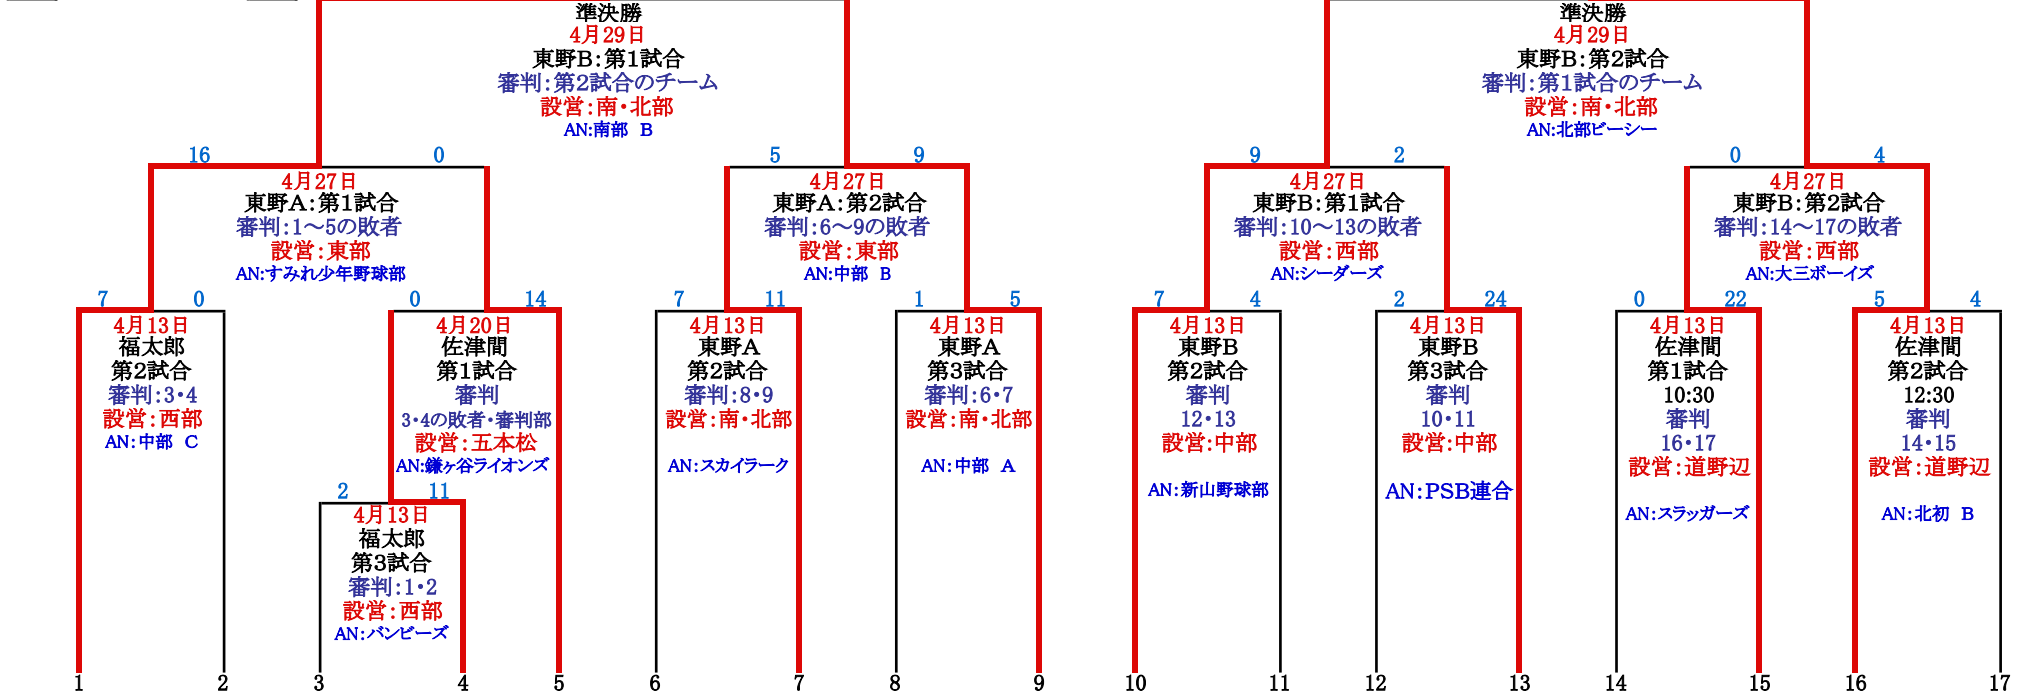 準決勝
4月29日
東野B:第1試合
審判:第2試合のチーム
設営:南・北部
AN:南部 B
準決勝
4月29日
東野B:第2試合
審判:第1試合のチーム
設営:南・北部
AN:北部ビーシー
16 0 5 9 9 2 0 4
4月27日
東野A:第1試合
審判:1～5の敗者
設営:東部
AN:すみれ少年野球部
4月27日
東野A:第2試合
審判:6～9の敗者
設営:東部
AN:中部 B
4月27日
東野B:第1試合
審判:10～13の敗者
設営:西部
AN:シーダーズ
4月27日
東野B:第2試合
審判:14～17の敗者
設営:西部
AN:大三ボーイズ
7 0 0 14 7 11 1 5 7 4 2 24 0 22 5 4
4月13日
福太郎
第2試合
審判:3・4
設営:西部
AN:中部 C
4月20日
佐津間
第1試合
審判
3・4の敗者・審判部
設営:五本松
AN:鎌ヶ谷ライオンズ
4月13日
東野A
第2試合
審判:8・9
設営:南・北部
AN:スカイラーク
4月13日
東野A
第3試合
審判:6・7
設営:南・北部
AN:中部 A
4月13日
東野B
第2試合
審判
12・13
設営:中部
AN:新山野球部
4月13日
東野B
第3試合
審判
10・11
設営:中部
AN:PSB連合
4月13日
佐津間
第1試合
10:30
審判
16・17
設営:道野辺
AN:スラッガーズ
4月13日
佐津間
第2試合
12:30
審判
14・15
設営:道野辺
AN:北初 B
2 11
4月13日
福太郎
第3試合
審判:1・2
設営:西部
AN:バンビーズ
1 2 3 4 5 6 7 8 9 10 11 12 13 14 15 16 17